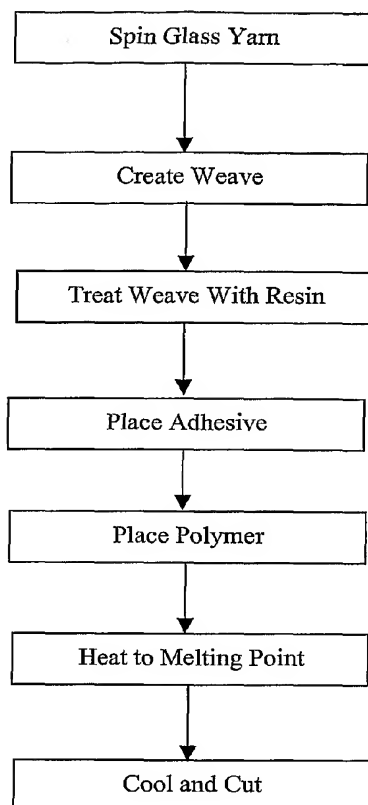 Spin Glass Yarn
Create Weave
Treat Weave With Resin
Place Adhesive
Place Polymer
Heat to Melting Point
Cool and Cut